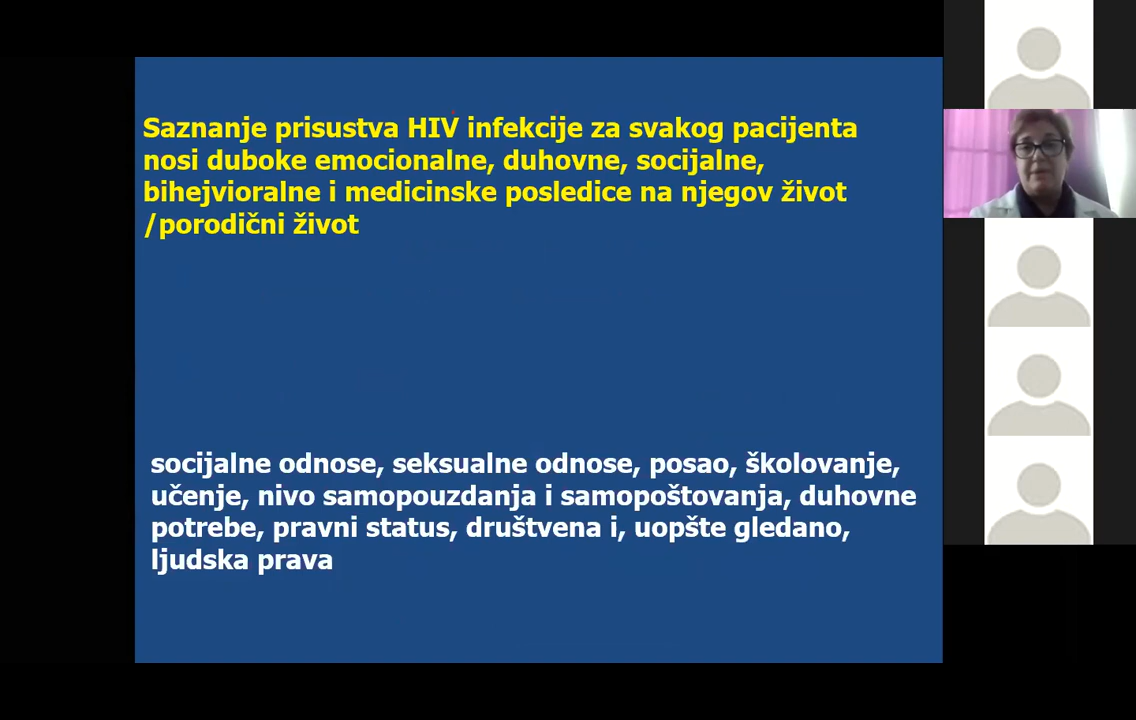 Saznanje prisustva HIV infekcije za svakog pacijenta
nosi duboke emocionalne, duhovne, socijalne,
bihejvioralne i medicinske posledice na njegov život
/porodični život
socijalne odnose, seksualne odnose, posao, školovanje,
učenje, nivo samopouzdanja i samopoštovanja, duhovne
potrebe, pravni status, društvena i, uopšte gledano,
ljudska prava